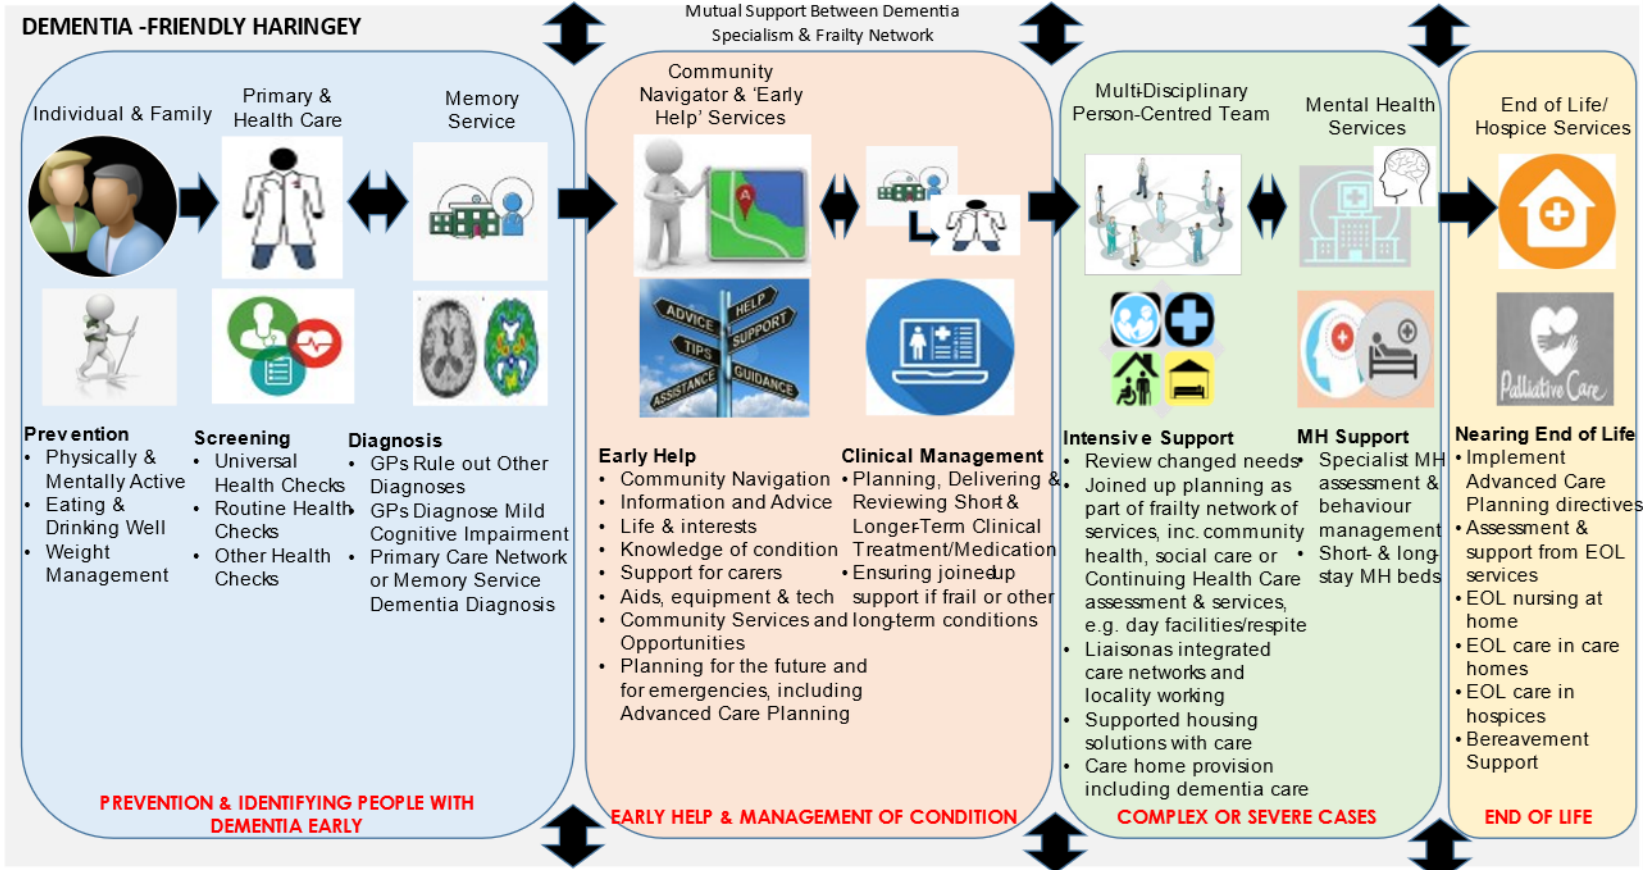 DEMENTIA -FRIENDLY HARINGEY
Mutual Support Between Dementia
Specialism & Frailty Network
Individual & Family
Primary &
Health Care
Memory
Service
Prevention
• Physically &
Mentally Active
• Eating &
Drinking Well
• Weight
Management
Screening
• Universal
Health Checks
• Routine Health
Checks
• Other Health
Checks
Diagnosis
• GPs Rule out Other
Diagnoses
• GPs Diagnose Mild
Cognitive Impairment
• Primary Care Network
or Memory Service
Dementia Diagnosis
PREVENTION & IDENTIFYING PEOPLE WITH
DEMENTIA EARLY
Community
Navigator & 'Early
Help' Services
A
ADVICE
HELP
SUPPORT
TIPS
ASSISTANCE
GUIDANCE
Early Help
• Community Navigation
• Information and Advice
• Life & interests
• Knowledge of condition
• Support for carers
• Aids, equipment & tech
• Community Services and
Opportunities
• Planning for the future and
for emergencies, including
Advanced Care Planning
Clinical Management
• Planning, Delivering &
Reviewing Short &
Longer-Term Clinical
Treatment/Medication
• Ensuring joined-up
support if frail or other
long-term conditions
EARLY HELP & MANAGEMENT OF CONDITION
Multi-Disciplinary
Person-Centred Team
Mental Health
Services
Intensive Support
• Review changed needs
• Joined up planning as
part of frailty network of
services, inc. community
health, social care or
Continuing Health Care
assessment & services,
e.g. day facilities/respite
• Liaison as integrated
care networks and
locality working
• Supported housing
solutions with care
• Care home provision
including dementia care
MH Support
• Specialist MH
assessment &
behaviour
management
• Short- & long-
stay MH beds
COMPLEX OR SEVERE CASES
End of Life/
Hospice Services
Palliative Care
Nearing End of Life
• Implement
Advanced Care
Planning directives
• Assessment &
support from EOL
services
• EOL nursing at
home
• EOL care in care
homes
• EOL care in
hospices
• Bereavement
Support
END OF LIFE